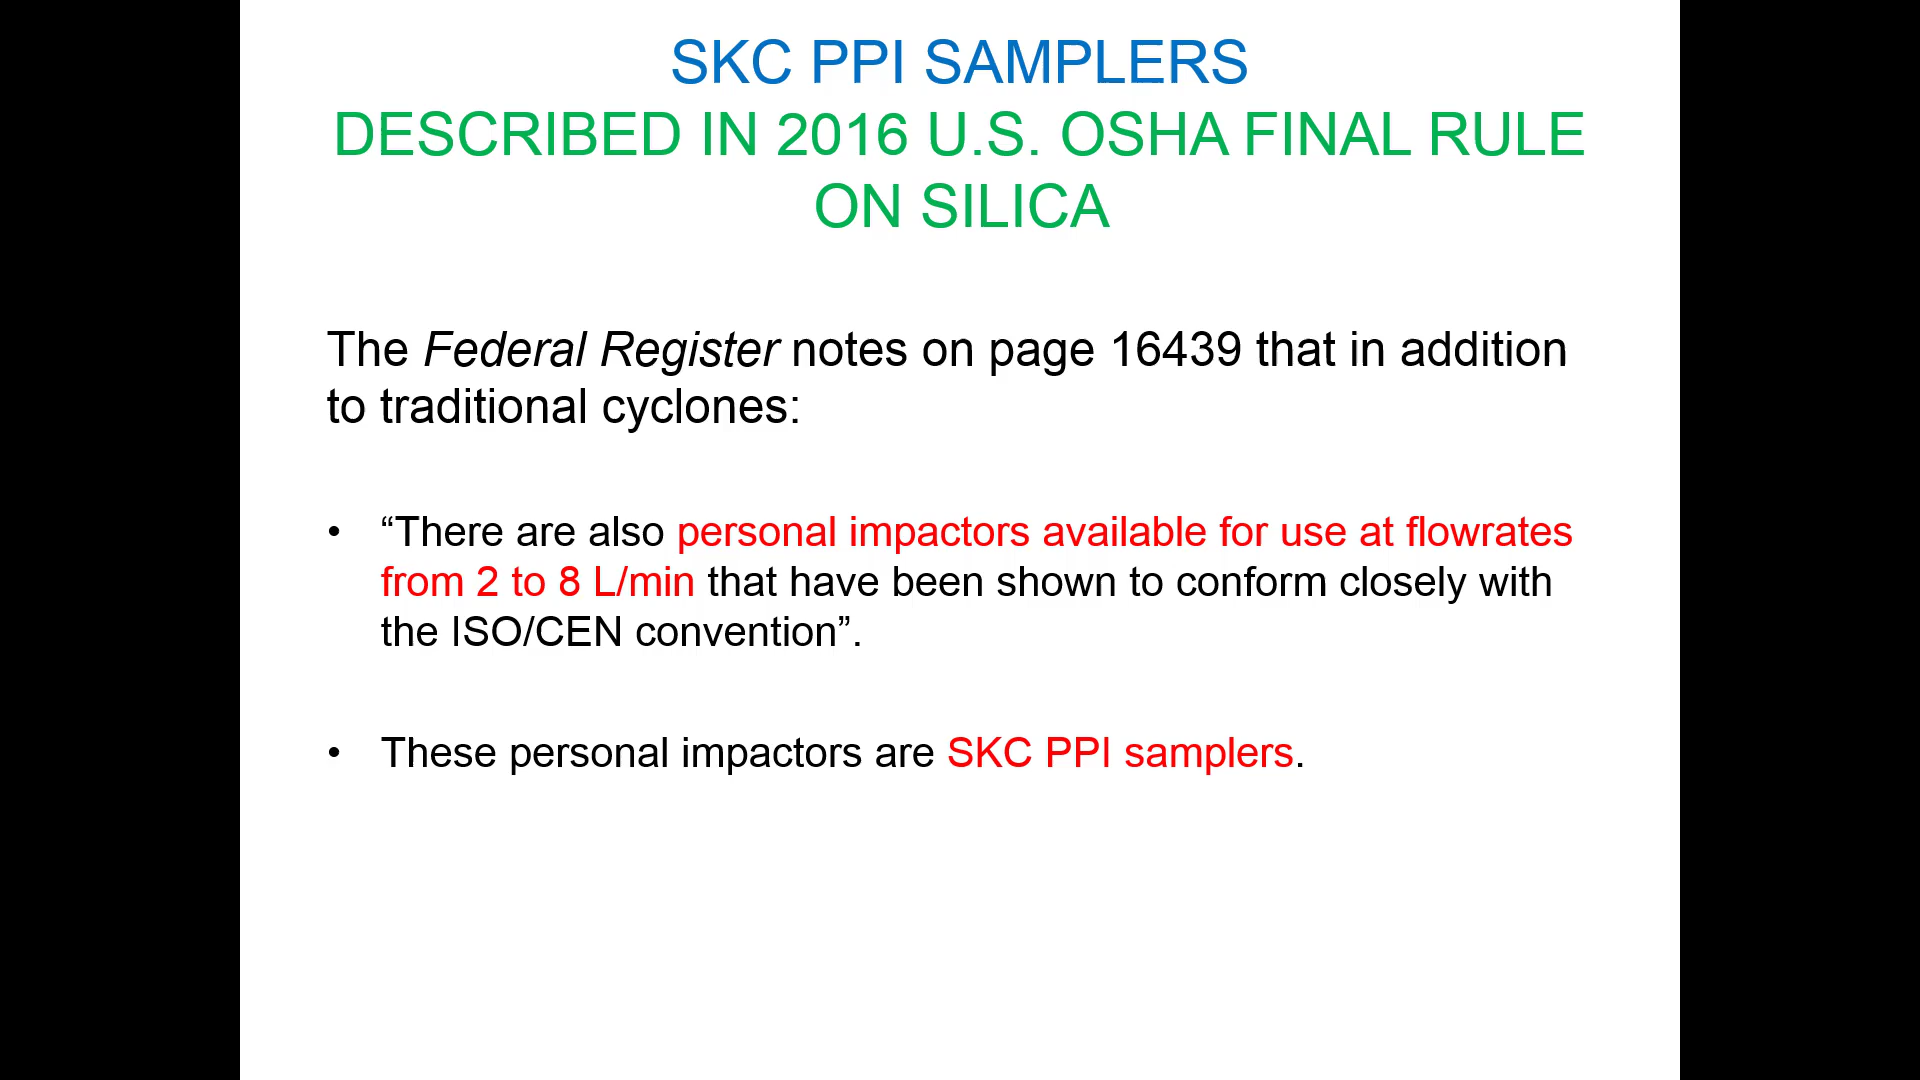 SKC PPI SAMPLERS
DESCRIBED IN 2016 U.S. OSHA FINAL RULE
ON SILICA
The Federal Register notes on page 16439 that in addition
to traditional cyclones:
• “There are also personal impactors available for use at flowrates
from 2 to 8 L/min that have been shown to conform closely with
the ISO/CEN convention”.
• These personal impactors are SKC PPI samplers.